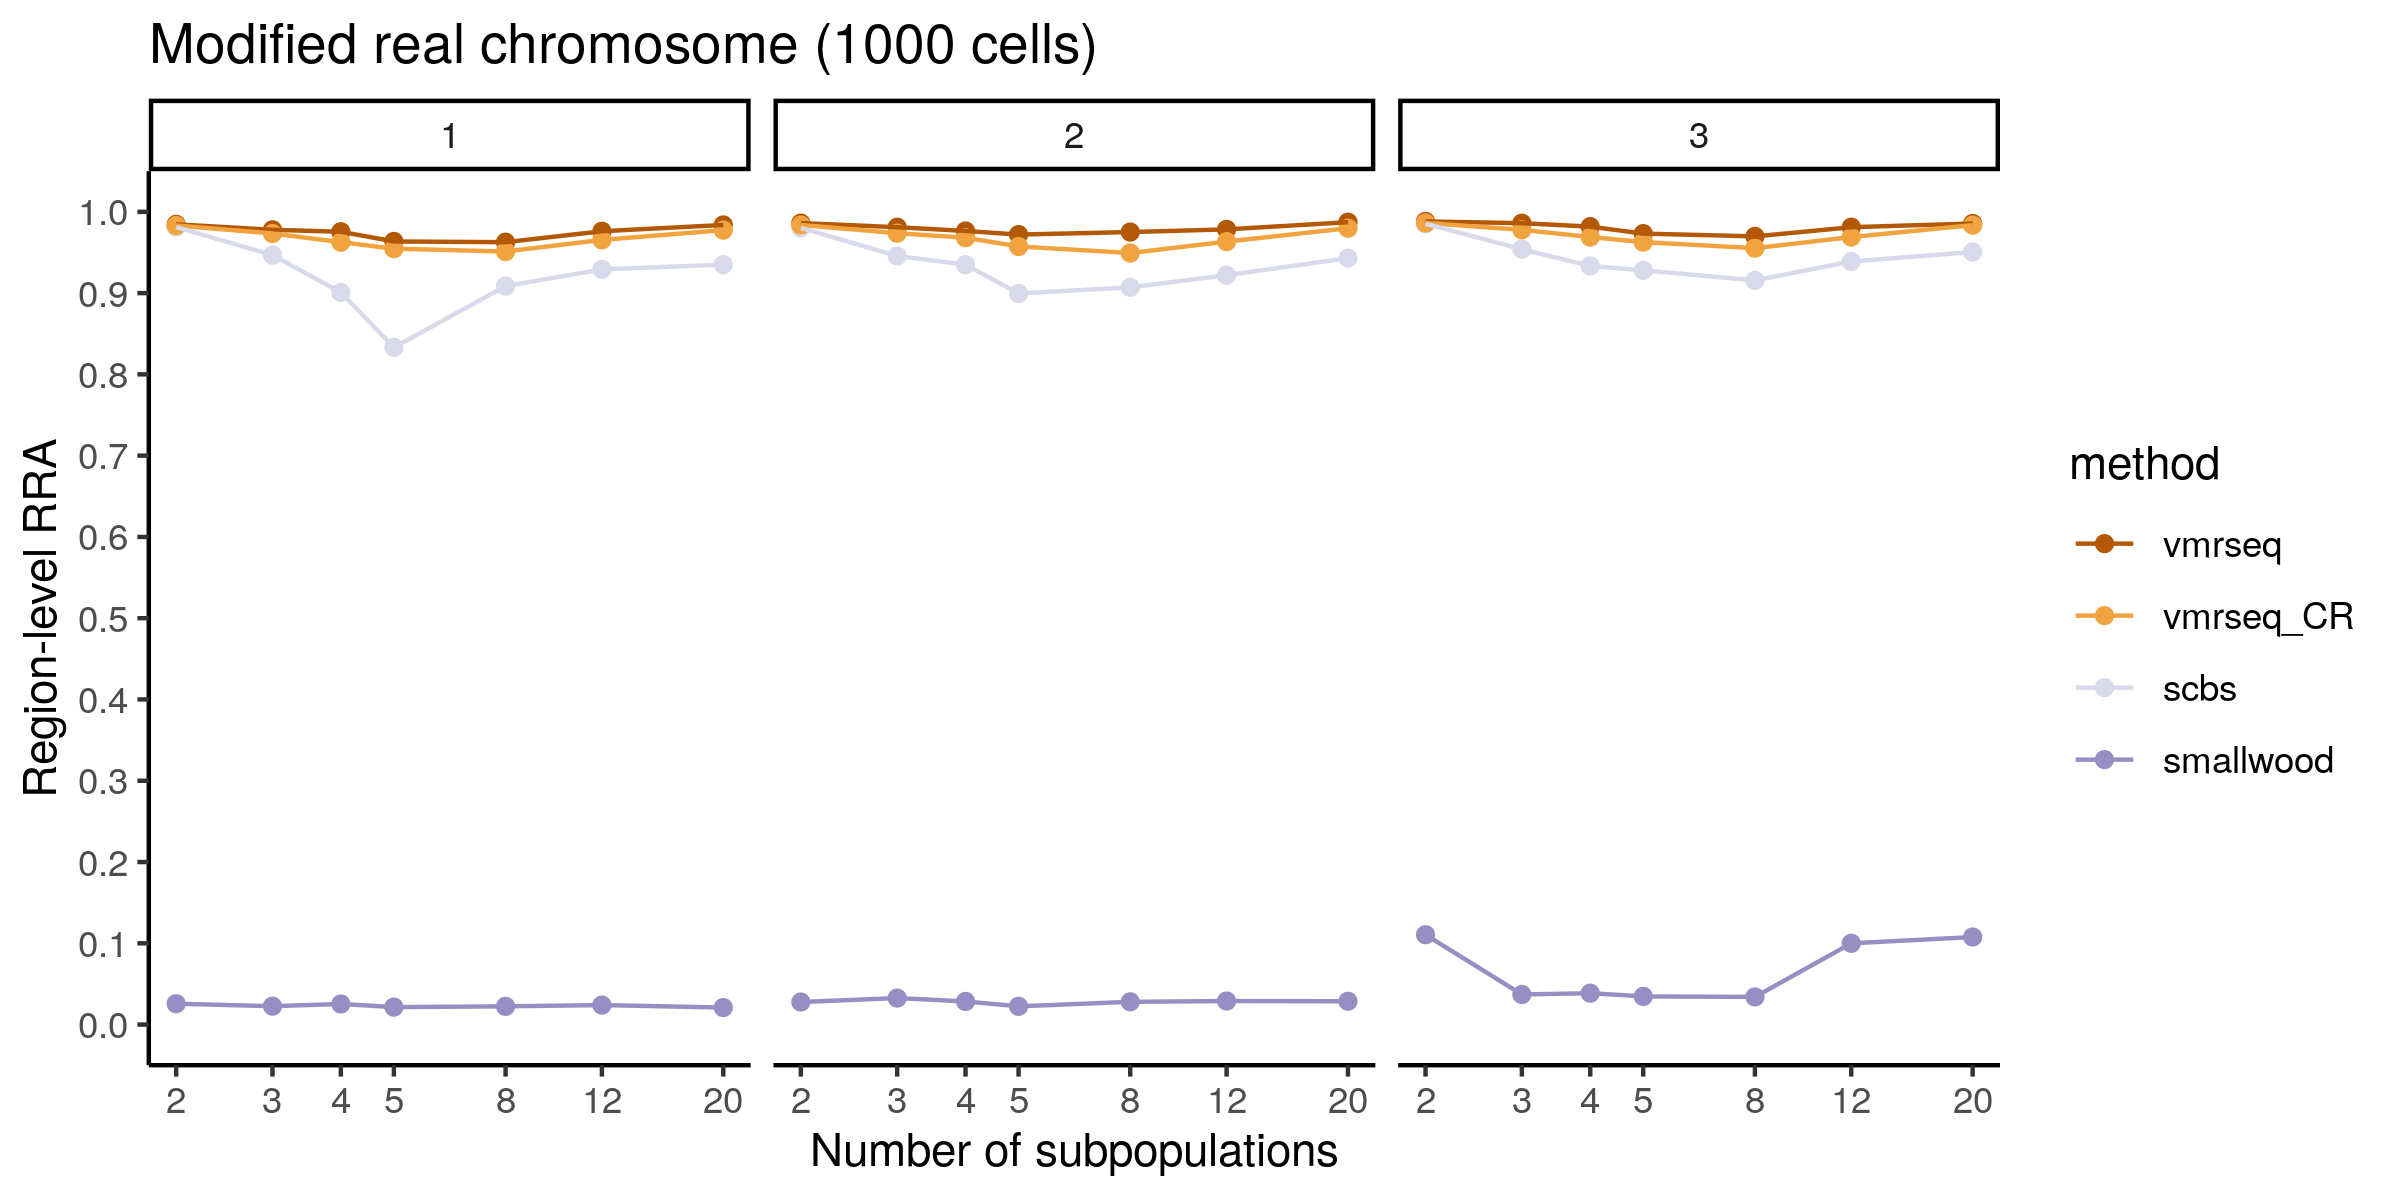 Modified real chromosome (1000 cells)
1 2 3
1.0
0.9
0.8
0.7
0.6
0.5
0.4
0.3
0.2
0.1
0.0
Region-level RRA
2 3 4 5 8 12 20 2 3 4 5 8 12 20 2 3 4 5 8 12 20
Number of subpopulations
method
vmrseq
vmrseq_CR
scbs
smallwood